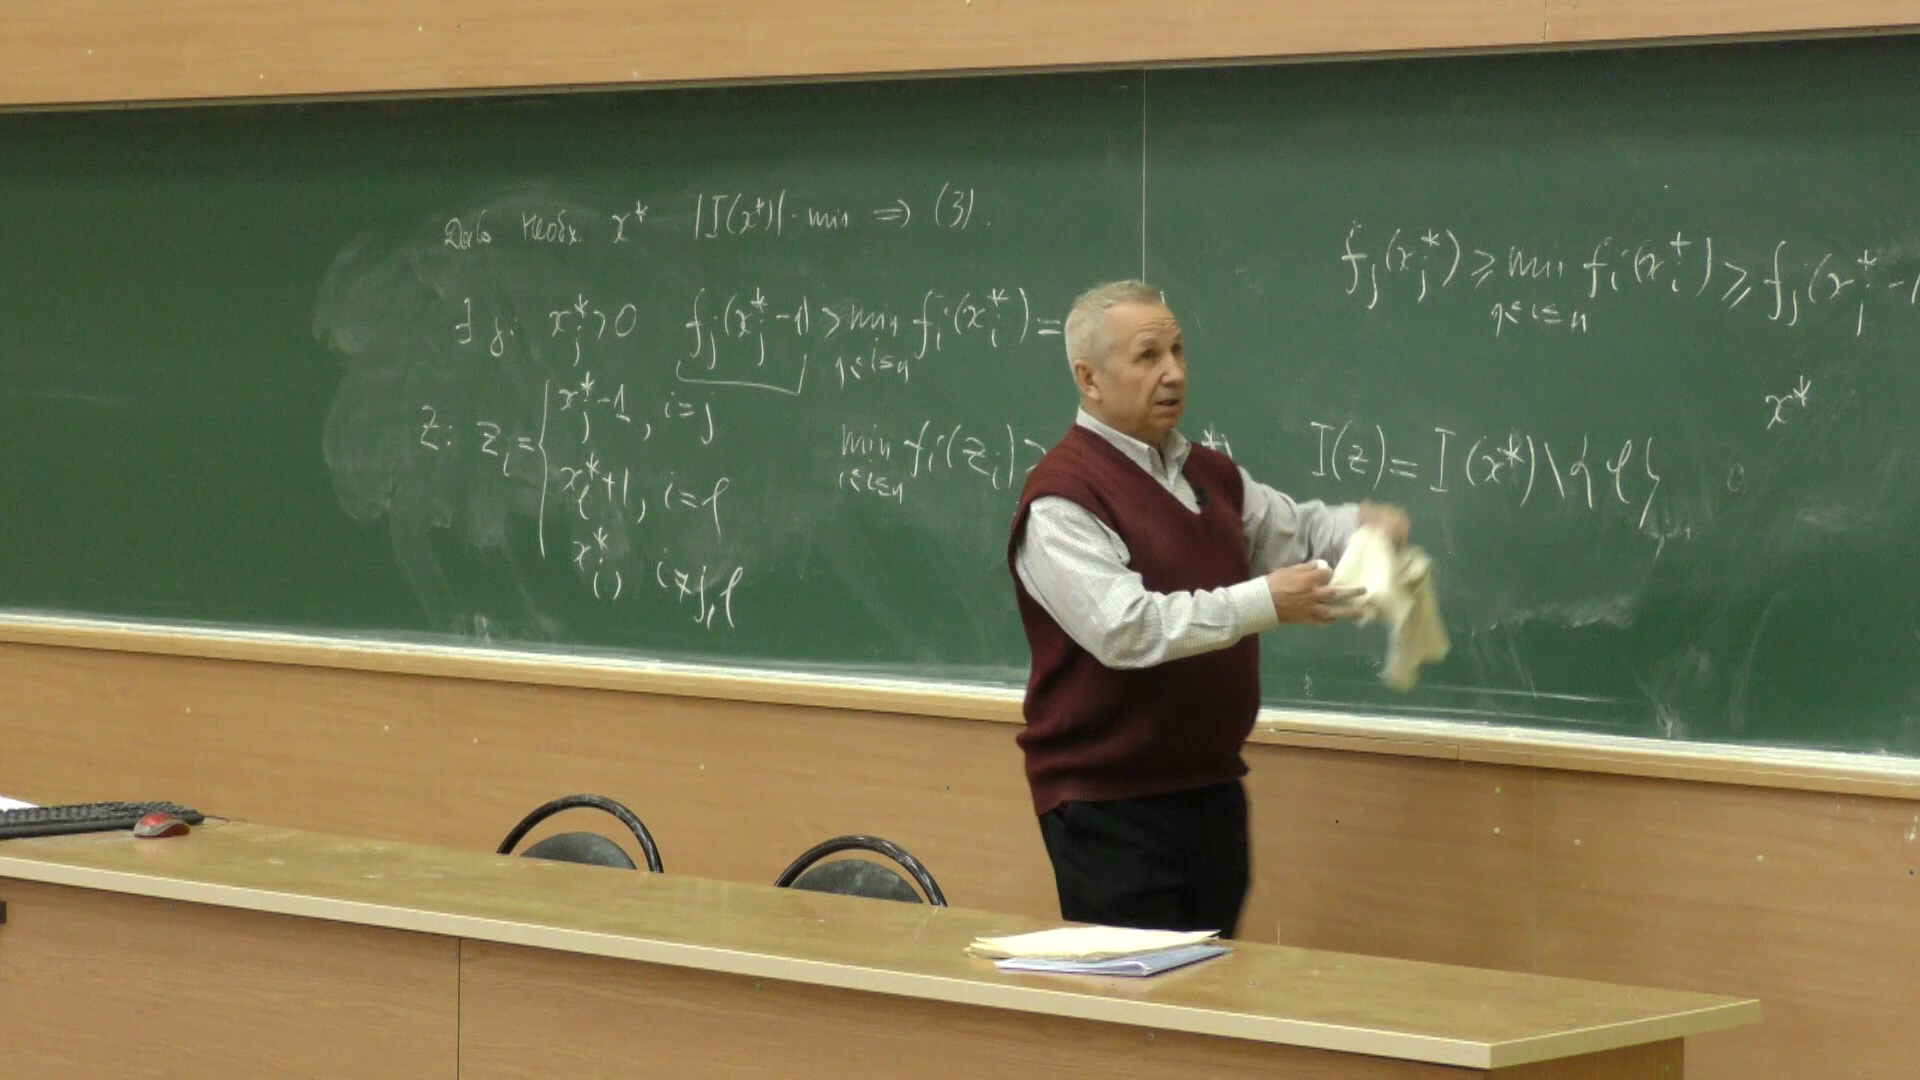 Док-во необх. x* |I(x*)| - min ⇒ (3).
∃ j: x*_j > 0 f_j(x*_j - 1) > min_{1≤i≤n} f_i(x*_i) =
z: z_i = { x*_j - 1, i = j
x*_l + 1, i = l
x*_i, i ≠ j, l
min_{1≤i≤n} f_i(z_i) ≥
f_j(x*_j) ≥ min_{1≤i≤n} f_i(x*_i) ≥ f_j(x*_j - 1
x*
I(z) = I(x*) \ {l}